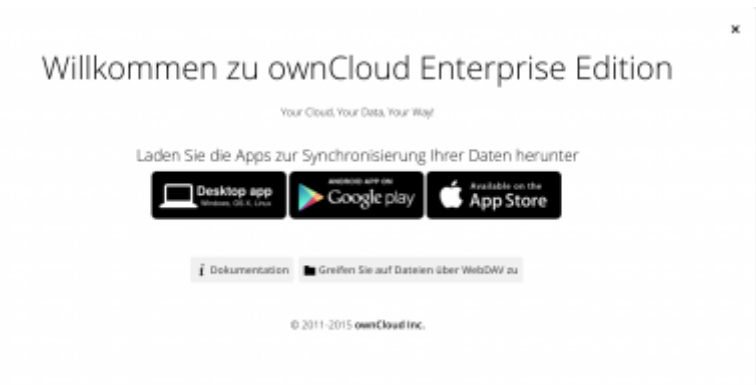 ×
Willkommen zu ownCloud Enterprise Edition
Your Cloud, Your Data, Your Way!
Laden Sie die Apps zur Synchronisierung Ihrer Daten herunter
Desktop app
Windows, OS X, Linux
ANDROID APP ON
Google play
Available on the
App Store
i Dokumentation
Greifen Sie auf Dateien über WebDAV zu
© 2011-2015 ownCloud Inc.